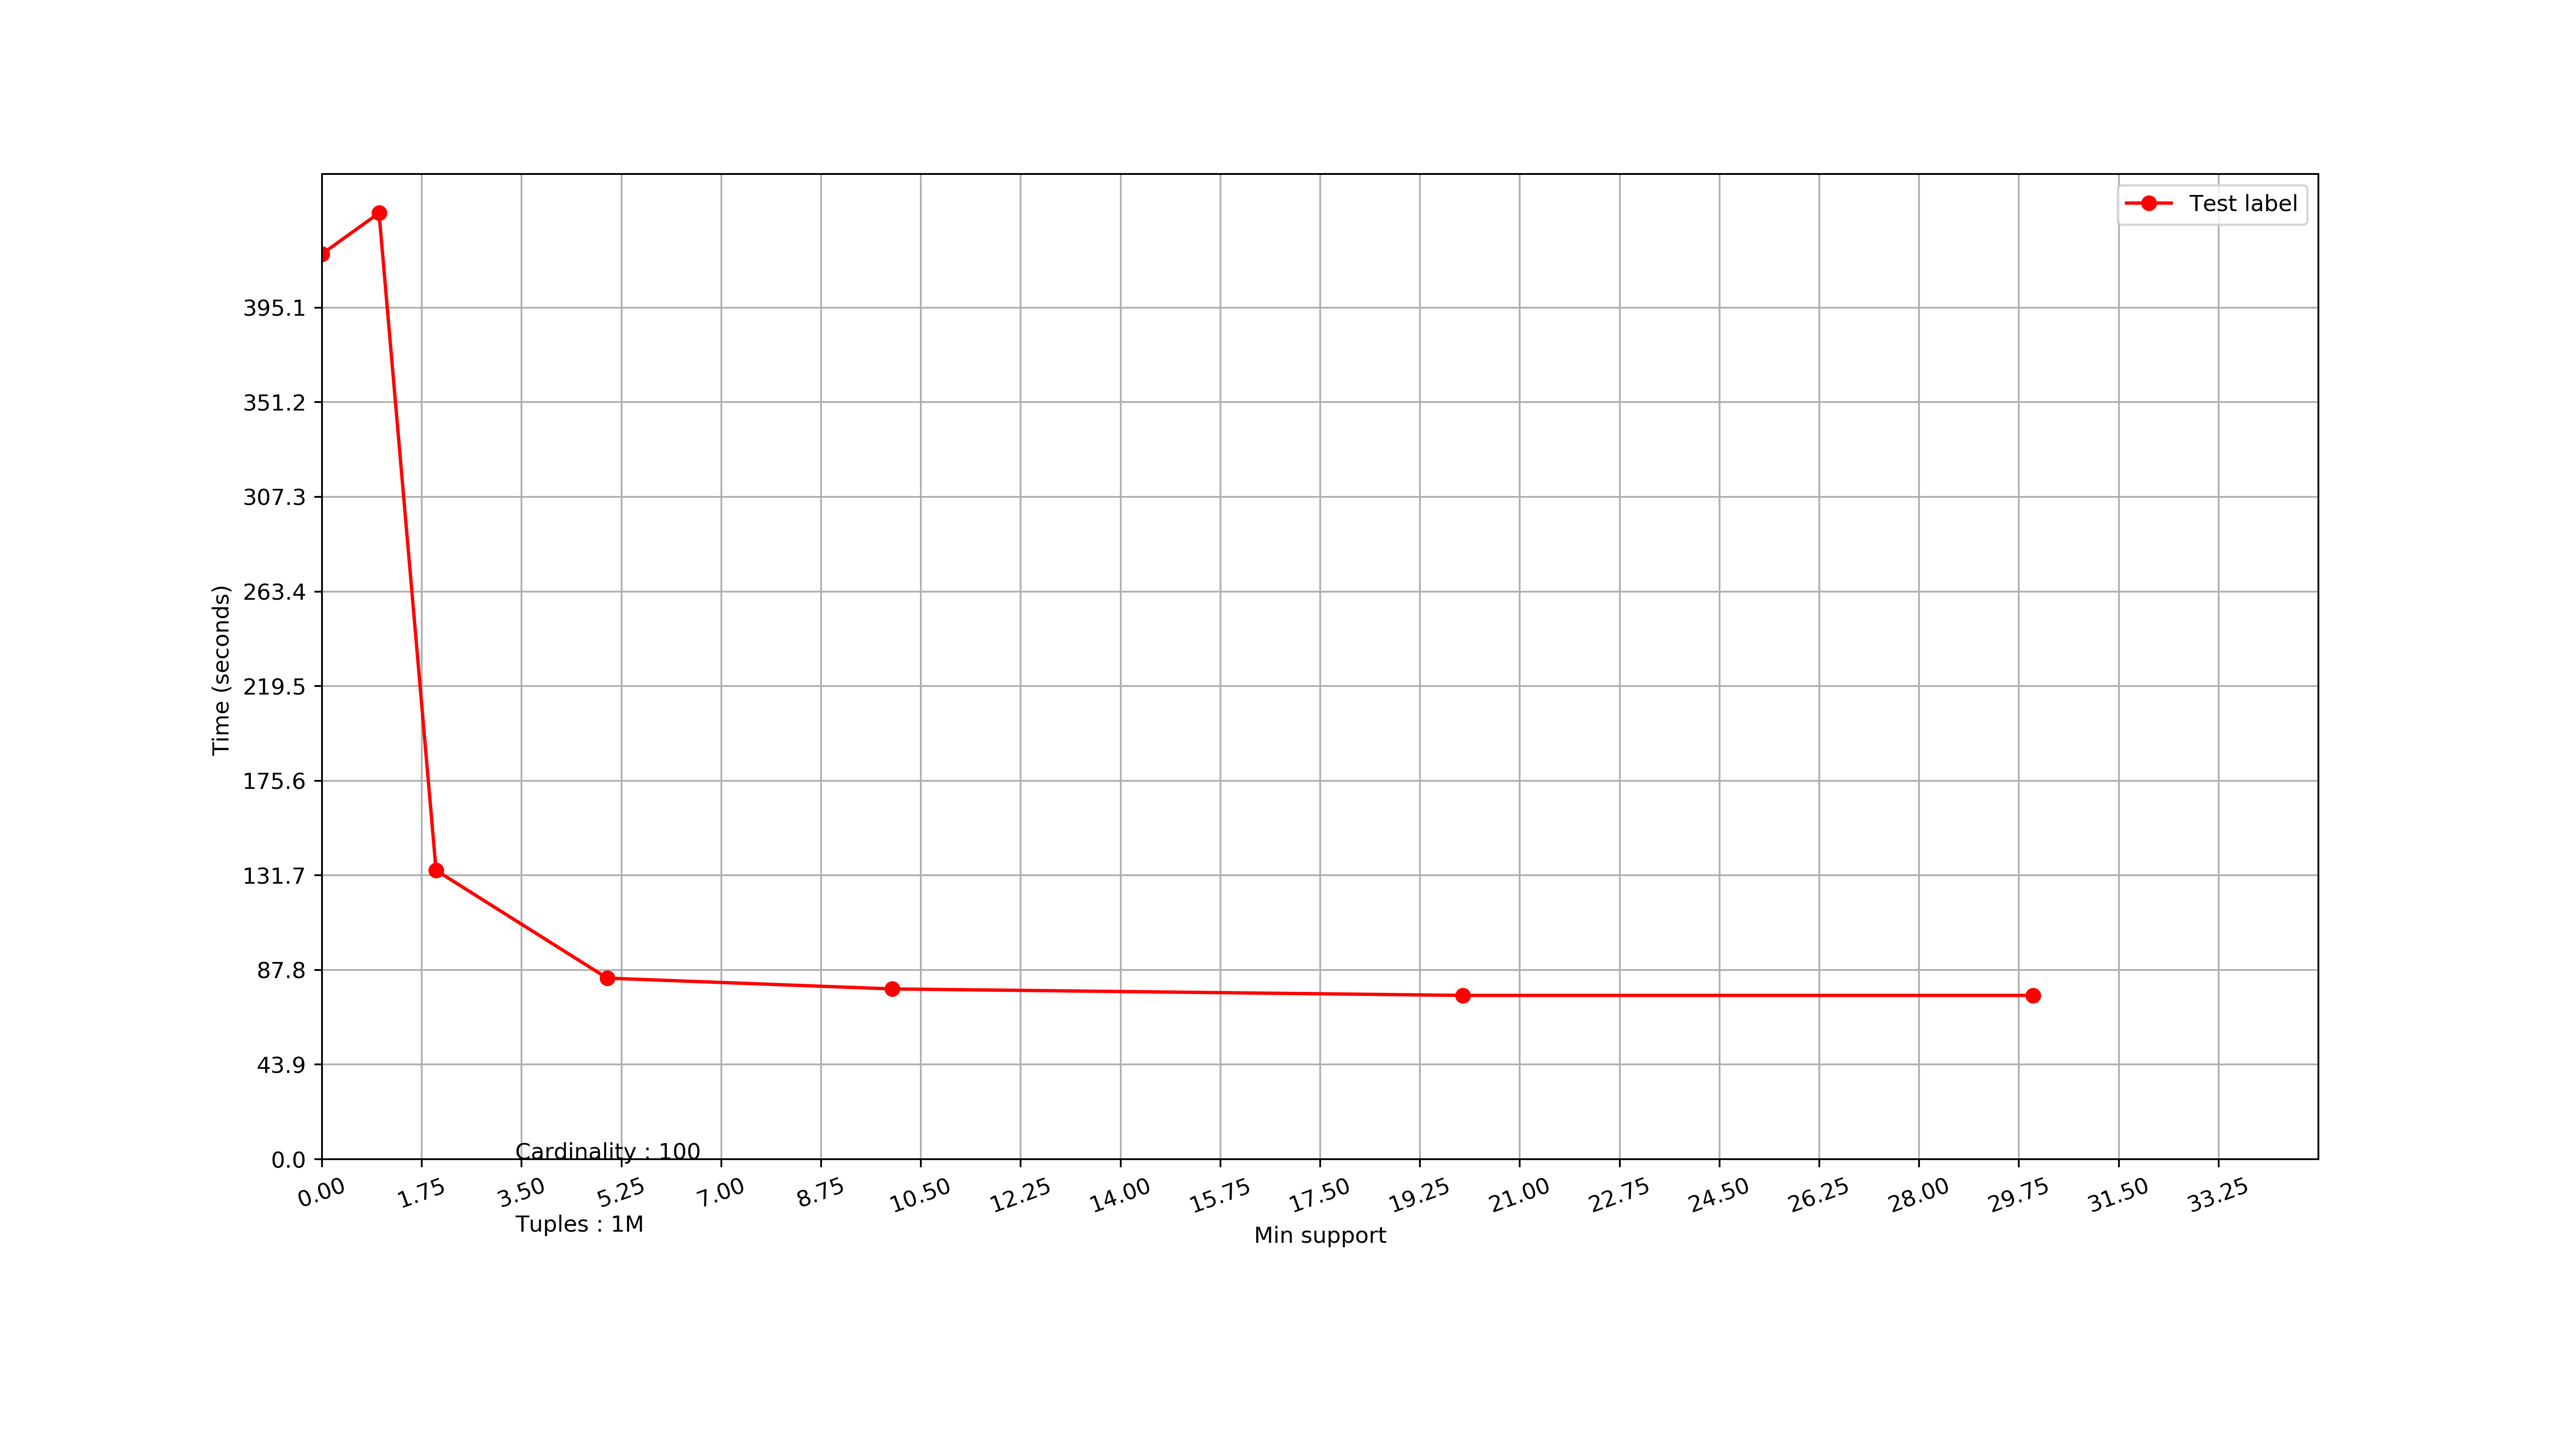 Test label
395.1
351.2
307.3
263.4
219.5
175.6
131.7
87.8
43.9
0.0
Time (seconds)
Cardinality : 100
0.00 1.75 3.50 5.25 7.00 8.75 10.50 12.25 14.00 15.75 17.50 19.25 21.00 22.75 24.50 26.25 28.00 29.75 31.50 33.25
Tuples : 1M
Min support